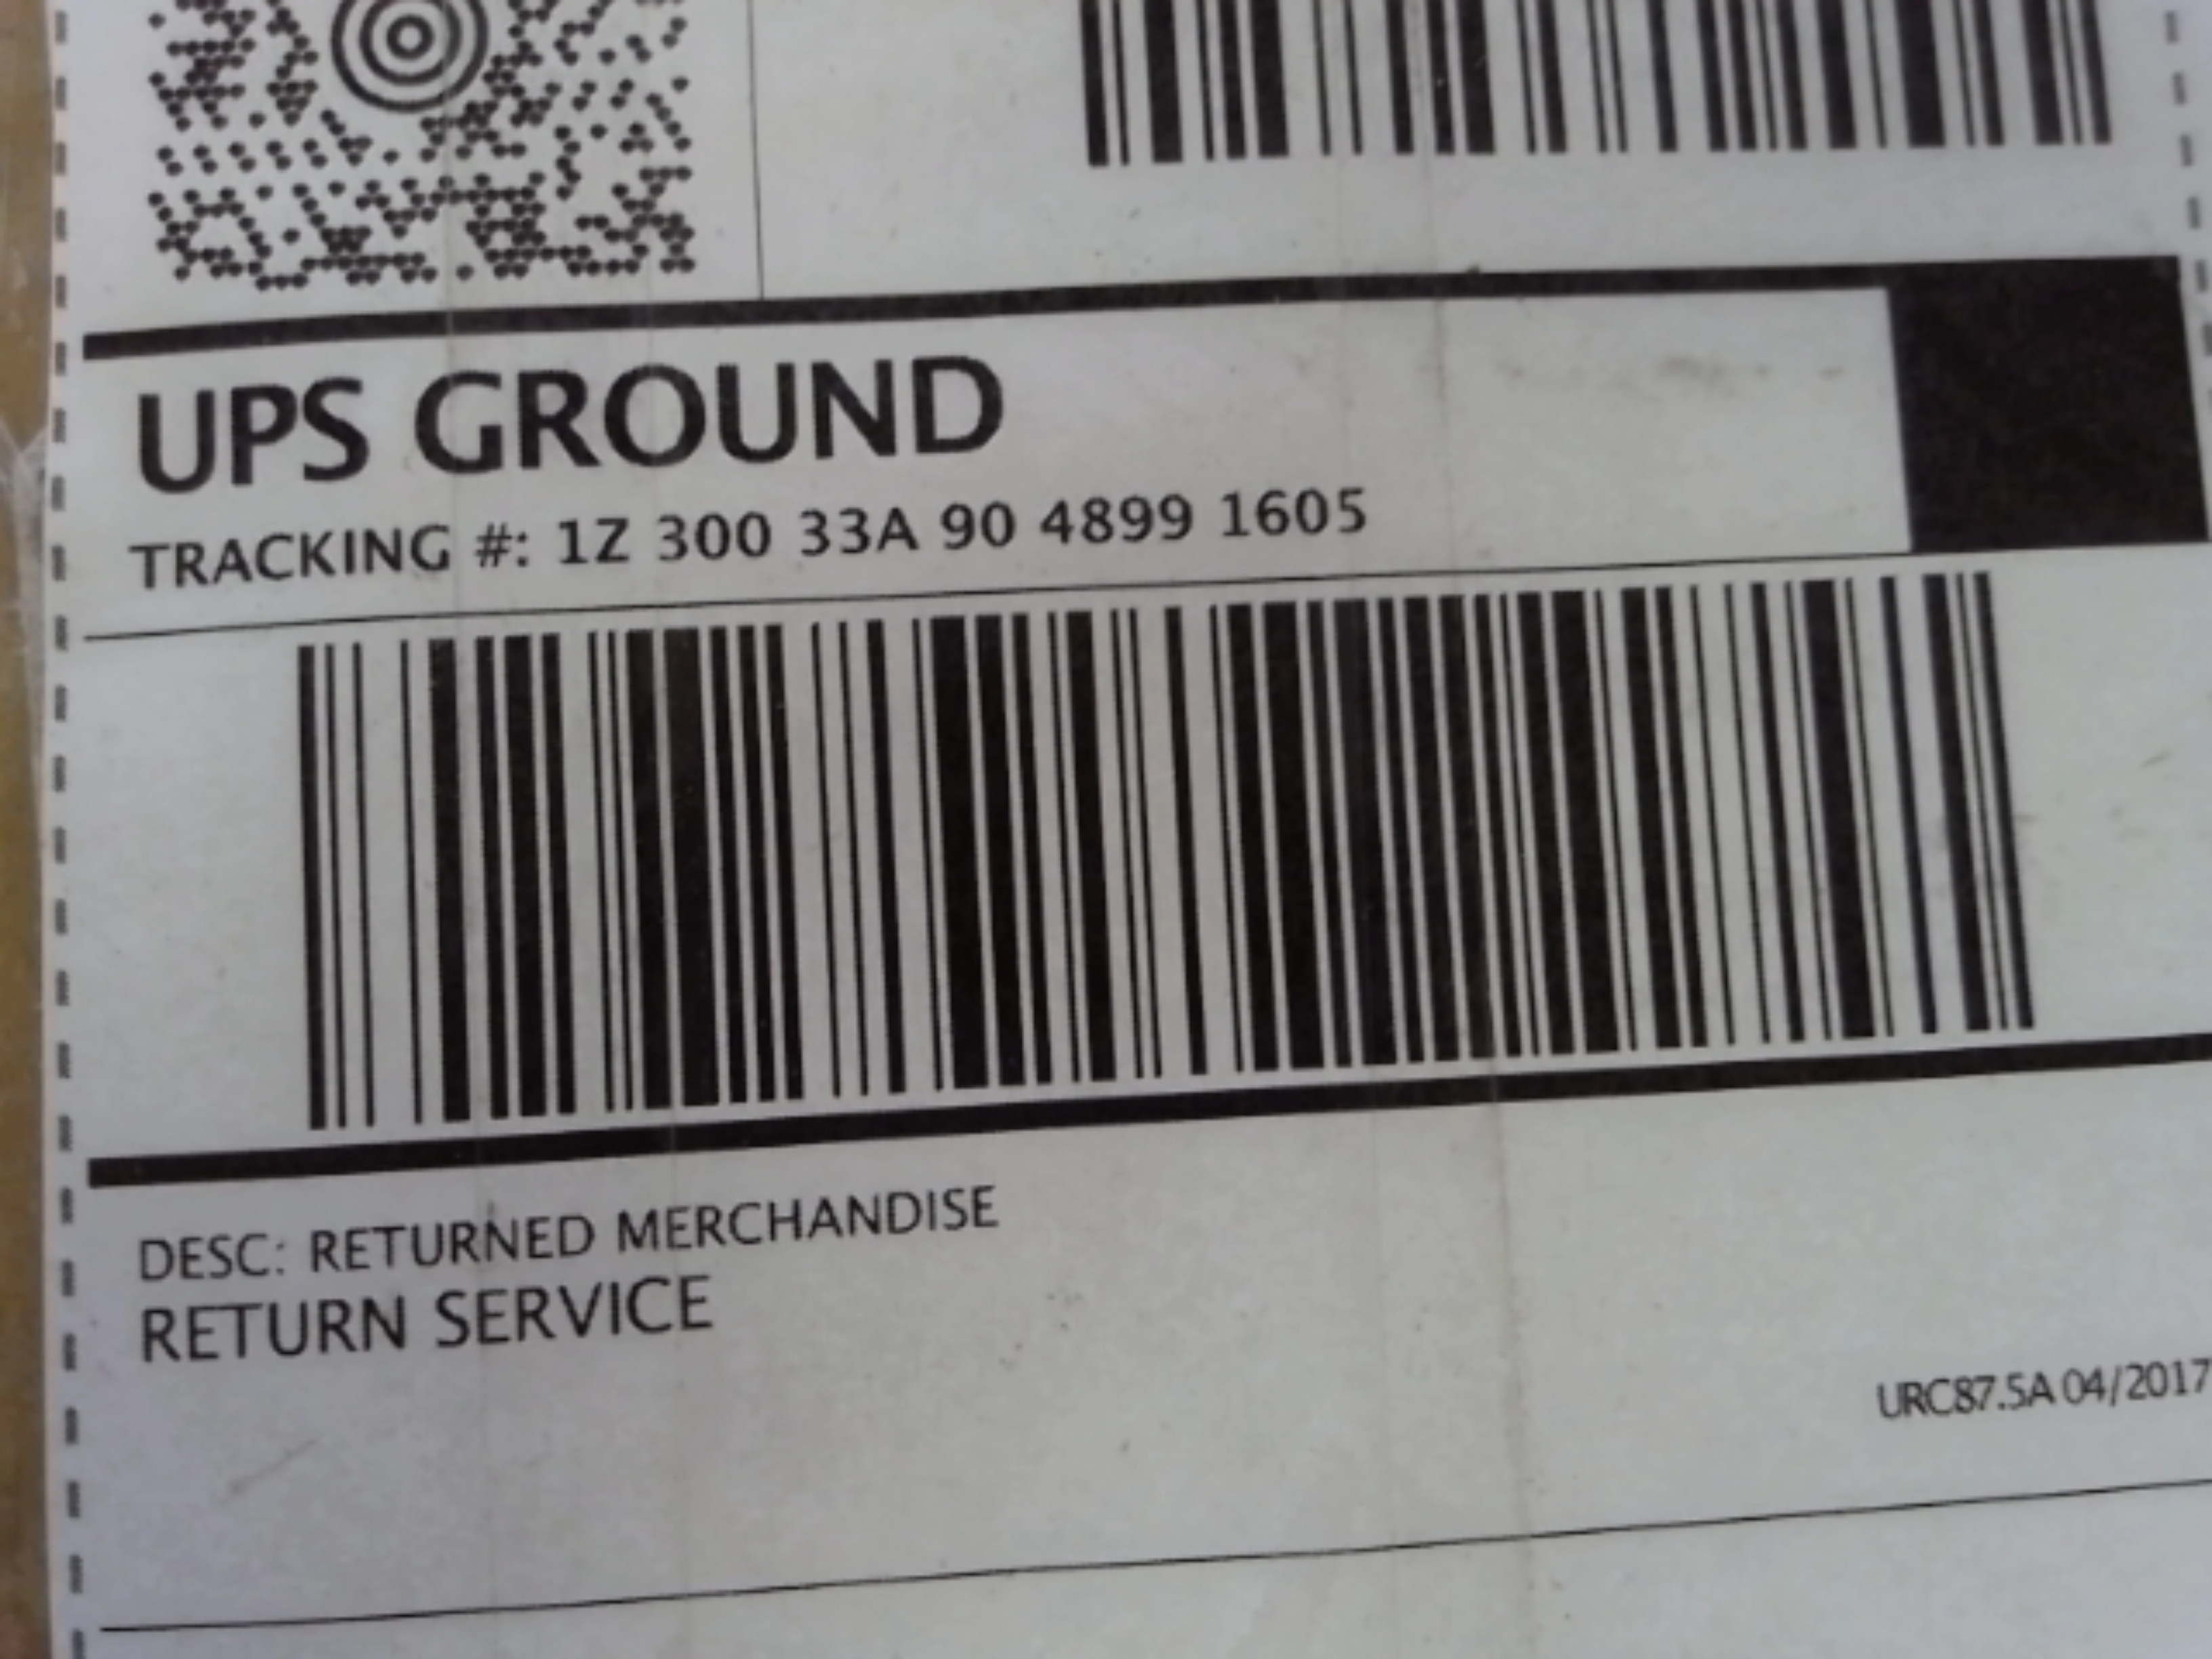 UPS GROUND
TRACKING #: 1Z 300 33A 90 4899 1605
DESC: RETURNED MERCHANDISE
RETURN SERVICE
URC87.5A 04/2017